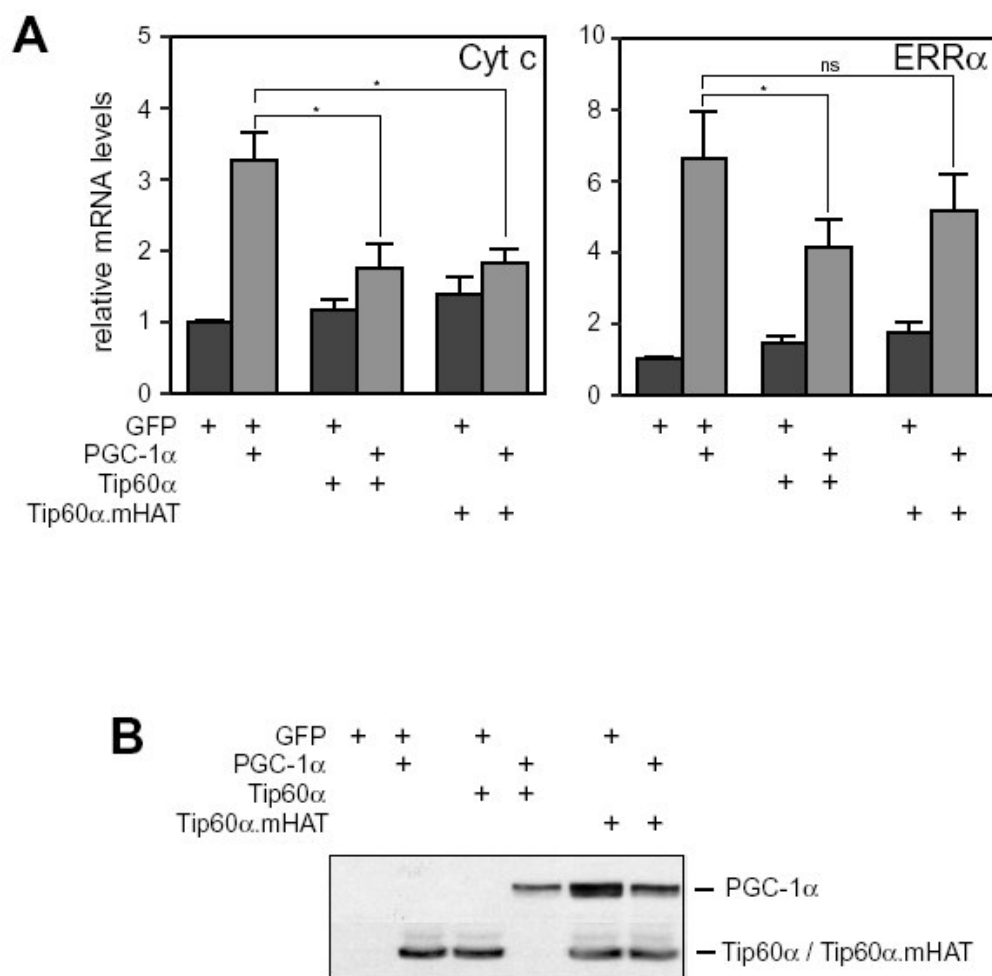 A
Cyt c
ERRα
relative mRNA levels
5
4
3
2
1
0
10
8
6
4
2
0
*
*
ns
*
GFP + + + + + + + +
PGC-1α + + + + + +
Tip60α + + + +
Tip60α.mHAT + + + +
B
GFP + + + +
PGC-1α + + +
Tip60α + +
Tip60α.mHAT + +
– PGC-1α
– Tip60α / Tip60α.mHAT